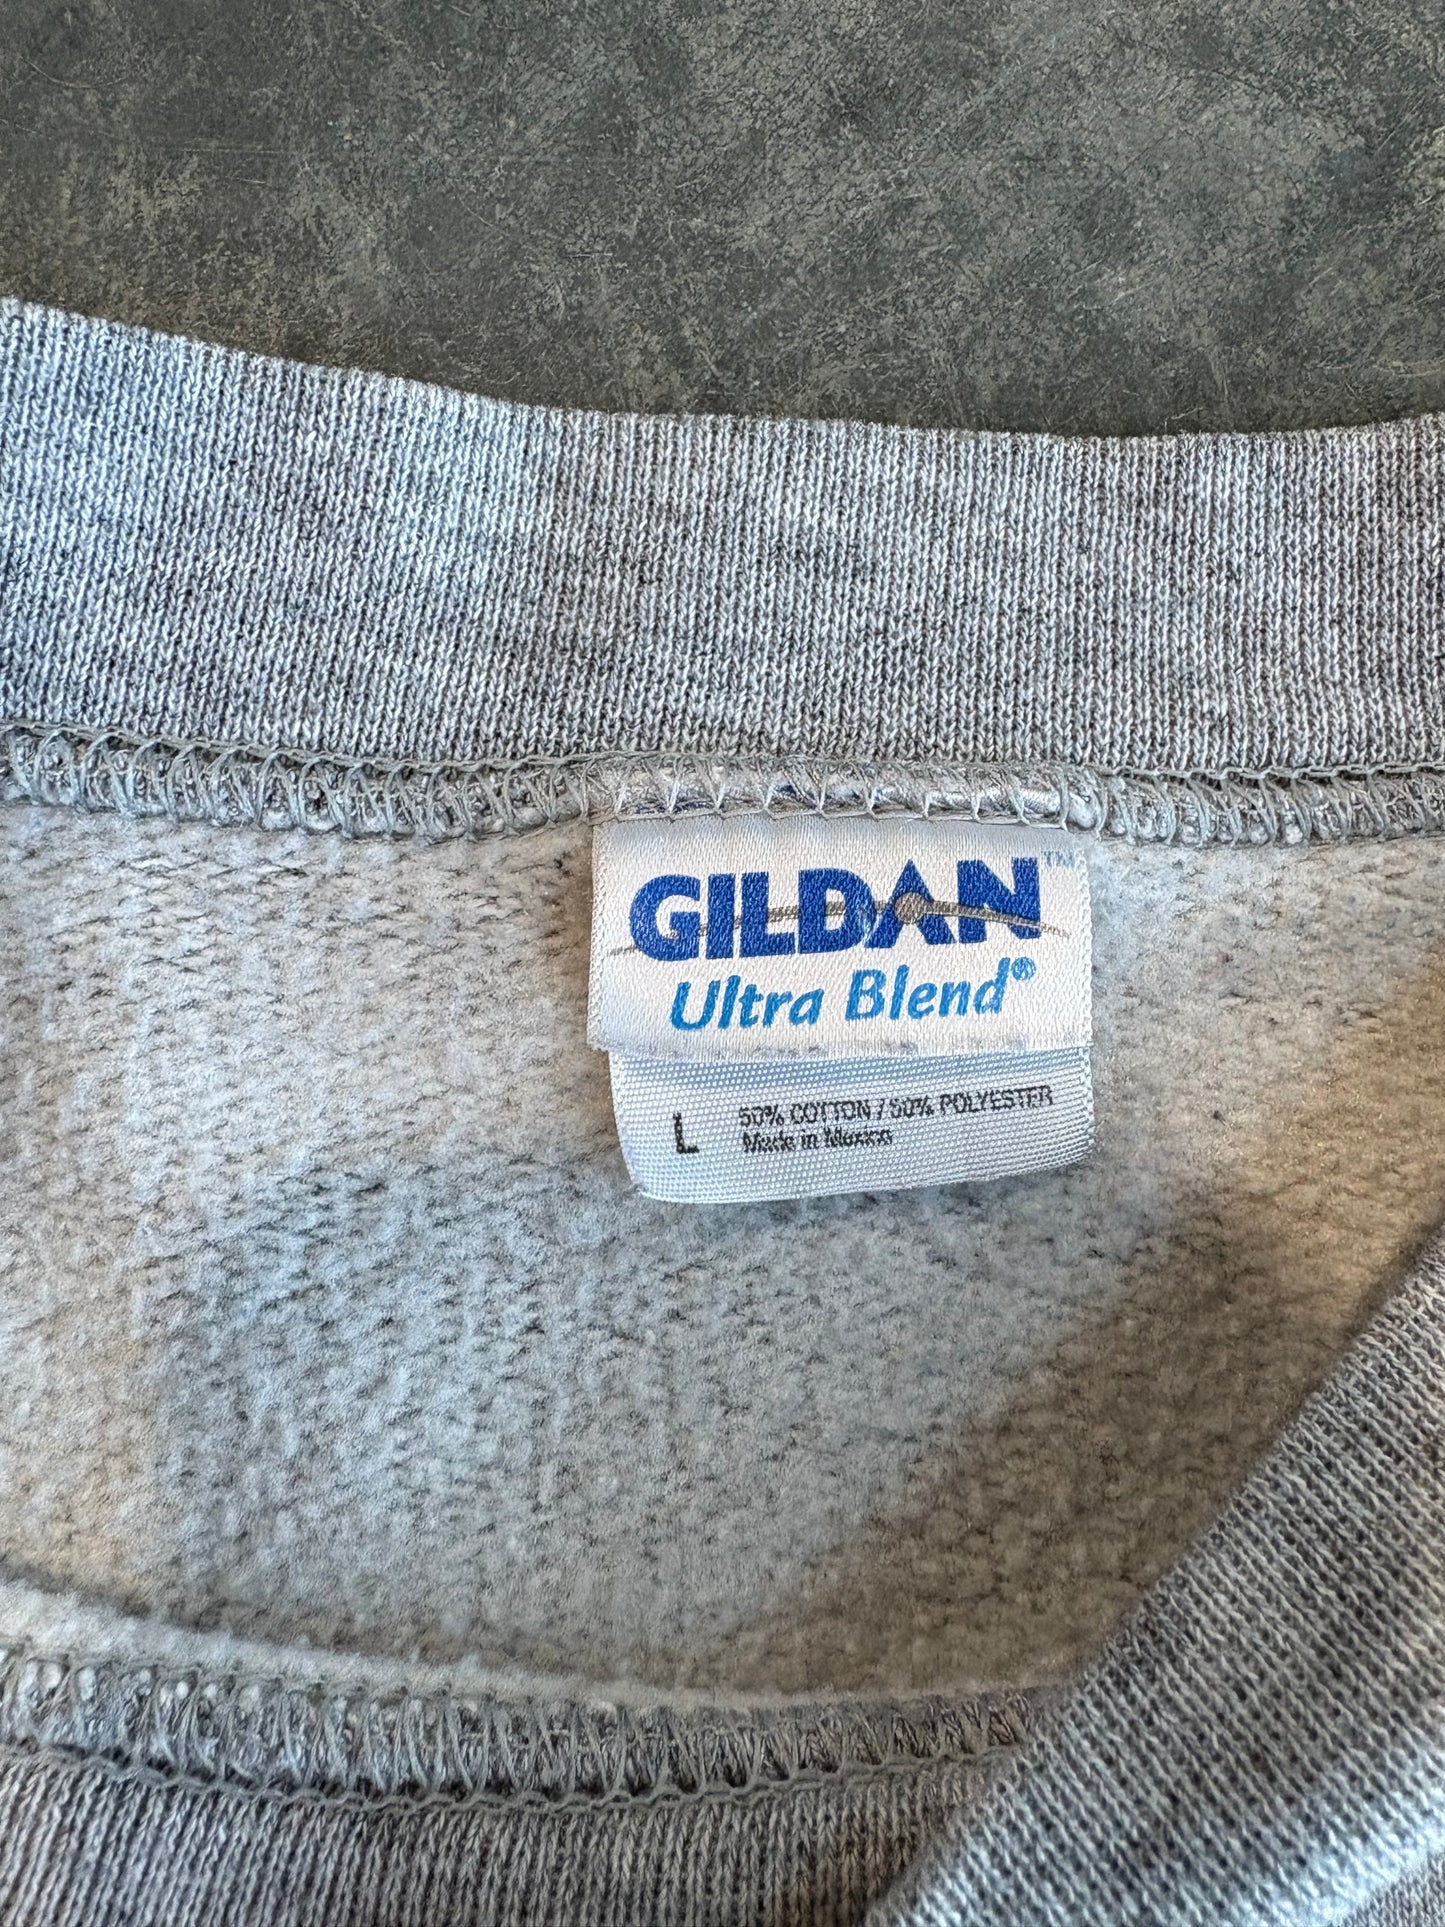 GILDAN™
Ultra Blend®
L 50% COTTON / 50% POLYESTER
Made in Mexico